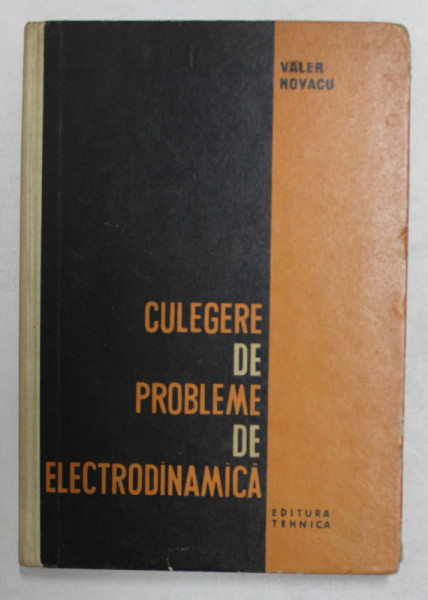 VALER
NOVACU
CULEGERE
DE
PROBLEME
DE
ELECTRODINAMICĂ
EDITURA
TEHNICA